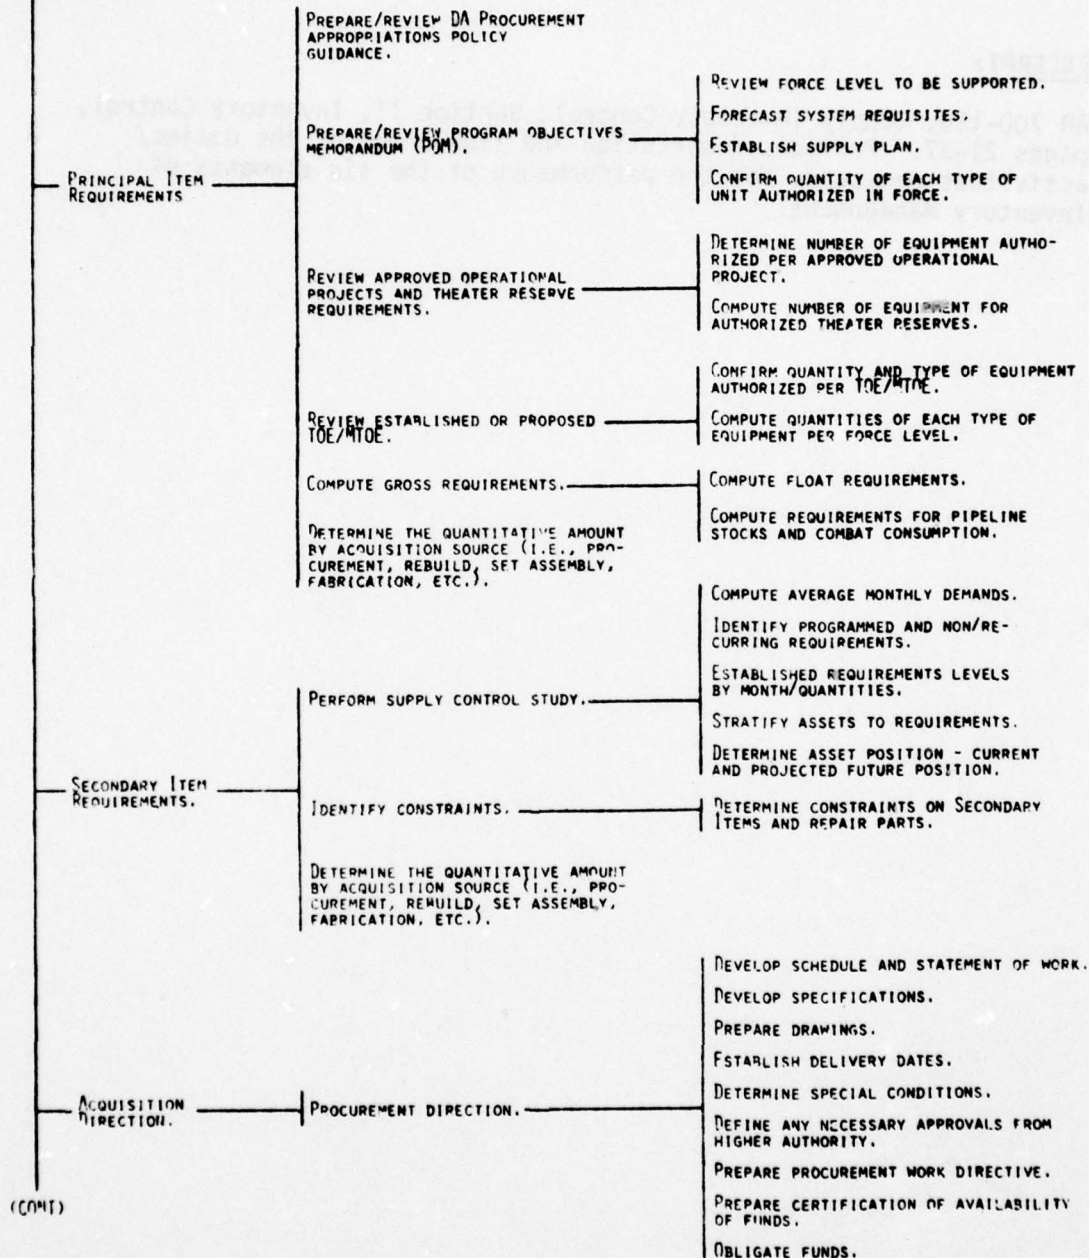 PREPARE/REVIEW DA PROCUREMENT
APPROPRIATIONS POLICY
GUIDANCE.
PRINCIPAL ITEM
REQUIREMENTS
PREPARE/REVIEW PROGRAM OBJECTIVES
MEMORANDUM (POM).
REVIEW FORCE LEVEL TO BE SUPPORTED.
FORECAST SYSTEM REQUISITES.
ESTABLISH SUPPLY PLAN.
CONFIRM QUANTITY OF EACH TYPE OF
UNIT AUTHORIZED IN FORCE.
REVIEW APPROVED OPERATIONAL
PROJECTS AND THEATER RESERVE
REQUIREMENTS.
DETERMINE NUMBER OF EQUIPMENT AUTHO-
RIZED PER APPROVED OPERATIONAL
PROJECT.
COMPUTE NUMBER OF EQUIPMENT FOR
AUTHORIZED THEATER RESERVES.
REVIEW ESTABLISHED OR PROPOSED
TOE/MTOE.
CONFIRM QUANTITY AND TYPE OF EQUIPMENT
AUTHORIZED PER TOE/MTOE.
COMPUTE QUANTITIES OF EACH TYPE OF
EQUIPMENT PER FORCE LEVEL.
COMPUTE GROSS REQUIREMENTS.
COMPUTE FLOAT REQUIREMENTS.
COMPUTE REQUIREMENTS FOR PIPELINE
STOCKS AND COMBAT CONSUMPTION.
DETERMINE THE QUANTITATIVE AMOUNT
BY ACQUISITION SOURCE (I.E., PRO-
CUREMENT, REBUILD, SET ASSEMBLY,
FABRICATION, ETC.).
SECONDARY ITEM
REQUIREMENTS.
PERFORM SUPPLY CONTROL STUDY.
COMPUTE AVERAGE MONTHLY DEMANDS.
IDENTIFY PROGRAMMED AND NON/RE-
CURRING REQUIREMENTS.
ESTABLISHED REQUIREMENTS LEVELS
BY MONTH/QUANTITIES.
STRATIFY ASSETS TO REQUIREMENTS.
DETERMINE ASSET POSITION - CURRENT
AND PROJECTED FUTURE POSITION.
IDENTIFY CONSTRAINTS.
DETERMINE CONSTRAINTS ON SECONDARY
ITEMS AND REPAIR PARTS.
DETERMINE THE QUANTITATIVE AMOUNT
BY ACQUISITION SOURCE (I.E., PRO-
CUREMENT, REBUILD, SET ASSEMBLY,
FABRICATION, ETC.).
ACQUISITION
DIRECTION.
PROCUREMENT DIRECTION.
DEVELOP SCHEDULE AND STATEMENT OF WORK.
DEVELOP SPECIFICATIONS.
PREPARE DRAWINGS.
ESTABLISH DELIVERY DATES.
DETERMINE SPECIAL CONDITIONS.
DEFINE ANY NECESSARY APPROVALS FROM
HIGHER AUTHORITY.
PREPARE PROCUREMENT WORK DIRECTIVE.
PREPARE CERTIFICATION OF AVAILABILITY
OF FUNDS.
OBLIGATE FUNDS.
(CONT)